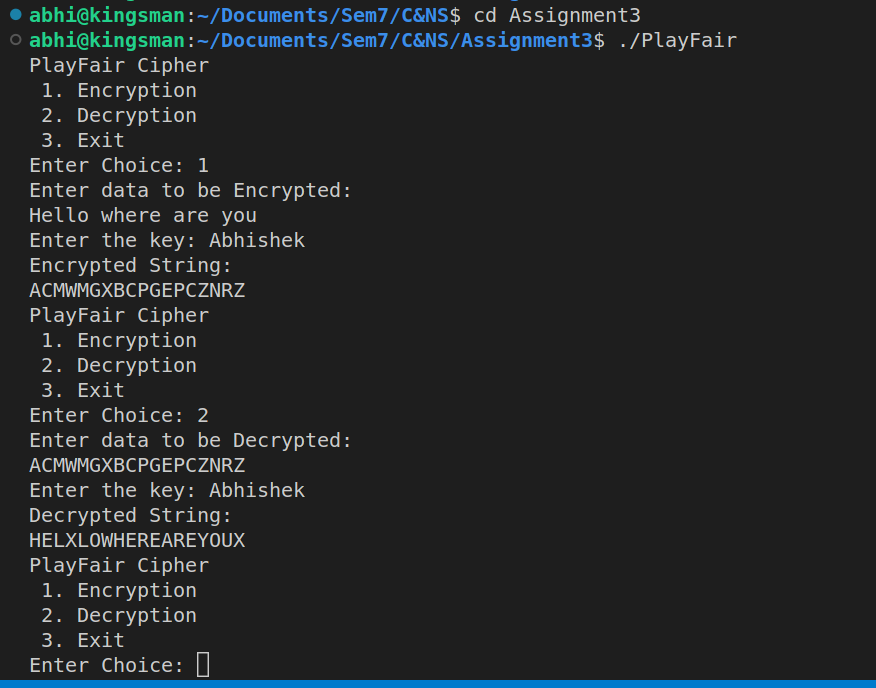 abhi@kingsman:~/Documents/Sem7/C&NS$ cd Assignment3
abhi@kingsman:~/Documents/Sem7/C&NS/Assignment3$ ./PlayFair
PlayFair Cipher
 1. Encryption
 2. Decryption
 3. Exit
Enter Choice: 1
Enter data to be Encrypted:
Hello where are you
Enter the key: Abhishek
Encrypted String:
ACMWMGXBCPGEPCZNRZ
PlayFair Cipher
 1. Encryption
 2. Decryption
 3. Exit
Enter Choice: 2
Enter data to be Decrypted:
ACMWMGXBCPGEPCZNRZ
Enter the key: Abhishek
Decrypted String:
HELXLOWHEREAREYOUX
PlayFair Cipher
 1. Encryption
 2. Decryption
 3. Exit
Enter Choice: